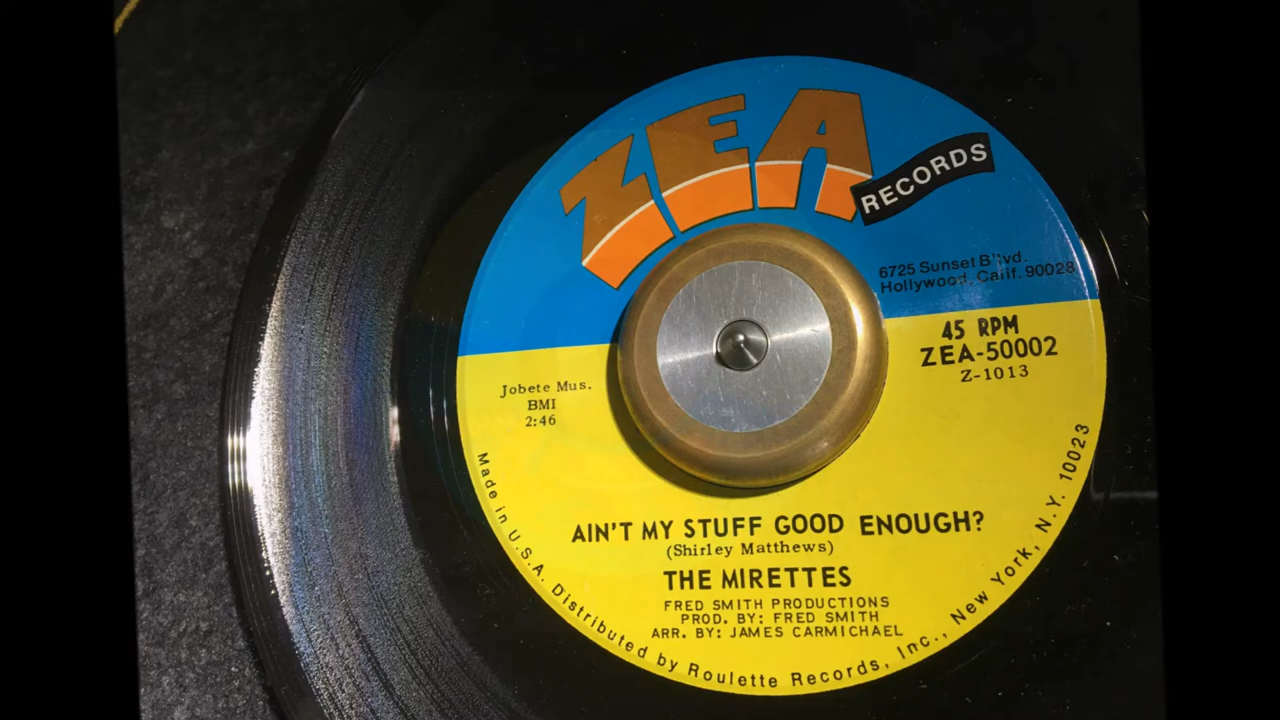 ZEA
RECORDS
6725 Sunset Blvd.
Hollywood, Calif. 90028
45 RPM
ZEA-50002
Z-1013
Jobete Mus.
BMI
2:46
AIN'T MY STUFF GOOD ENOUGH?
(Shirley Matthews)
THE MIRETTES
FRED SMITH PRODUCTIONS
PROD. BY: FRED SMITH
ARR. BY: JAMES CARMICHAEL
Made in U.S.A. Distributed by Roulette Records, Inc., New York, N.Y. 10023